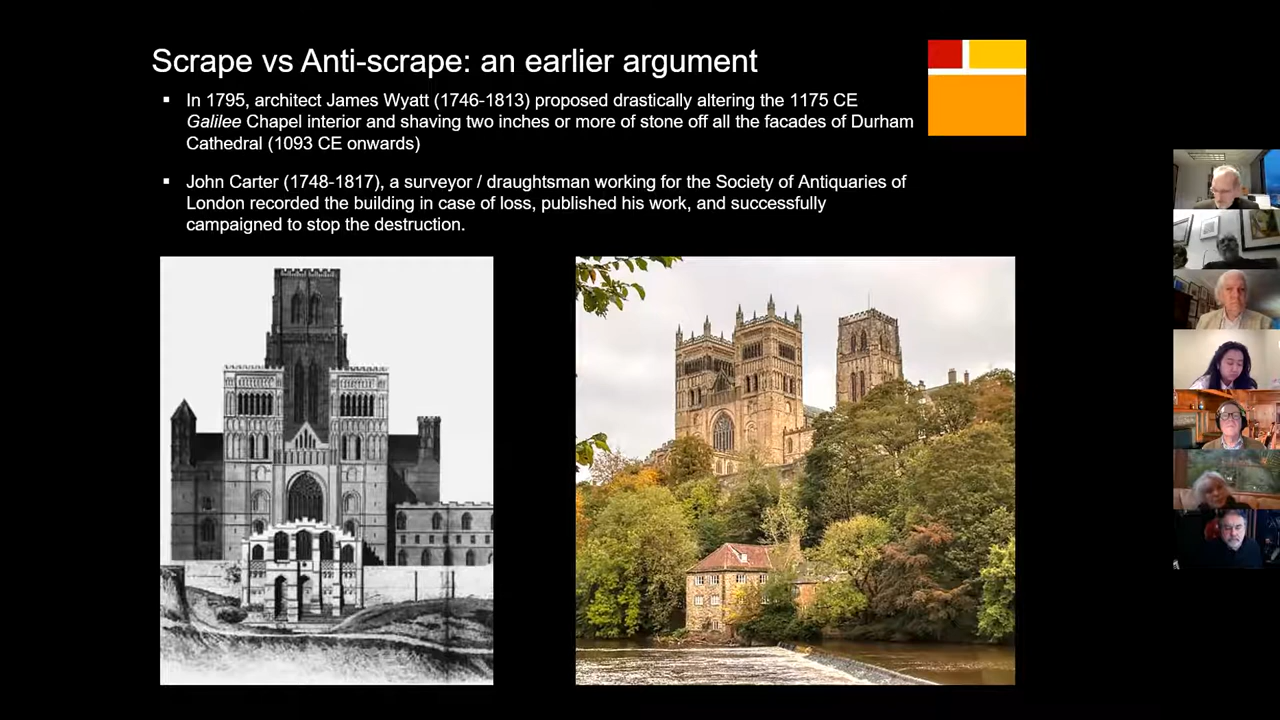 Scrape vs Anti-scrape: an earlier argument
▪ In 1795, architect James Wyatt (1746-1813) proposed drastically altering the 1175 CE
Galilee Chapel interior and shaving two inches or more of stone off all the facades of Durham
Cathedral (1093 CE onwards)
▪ John Carter (1748-1817), a surveyor / draughtsman working for the Society of Antiquaries of
London recorded the building in case of loss, published his work, and successfully
campaigned to stop the destruction.